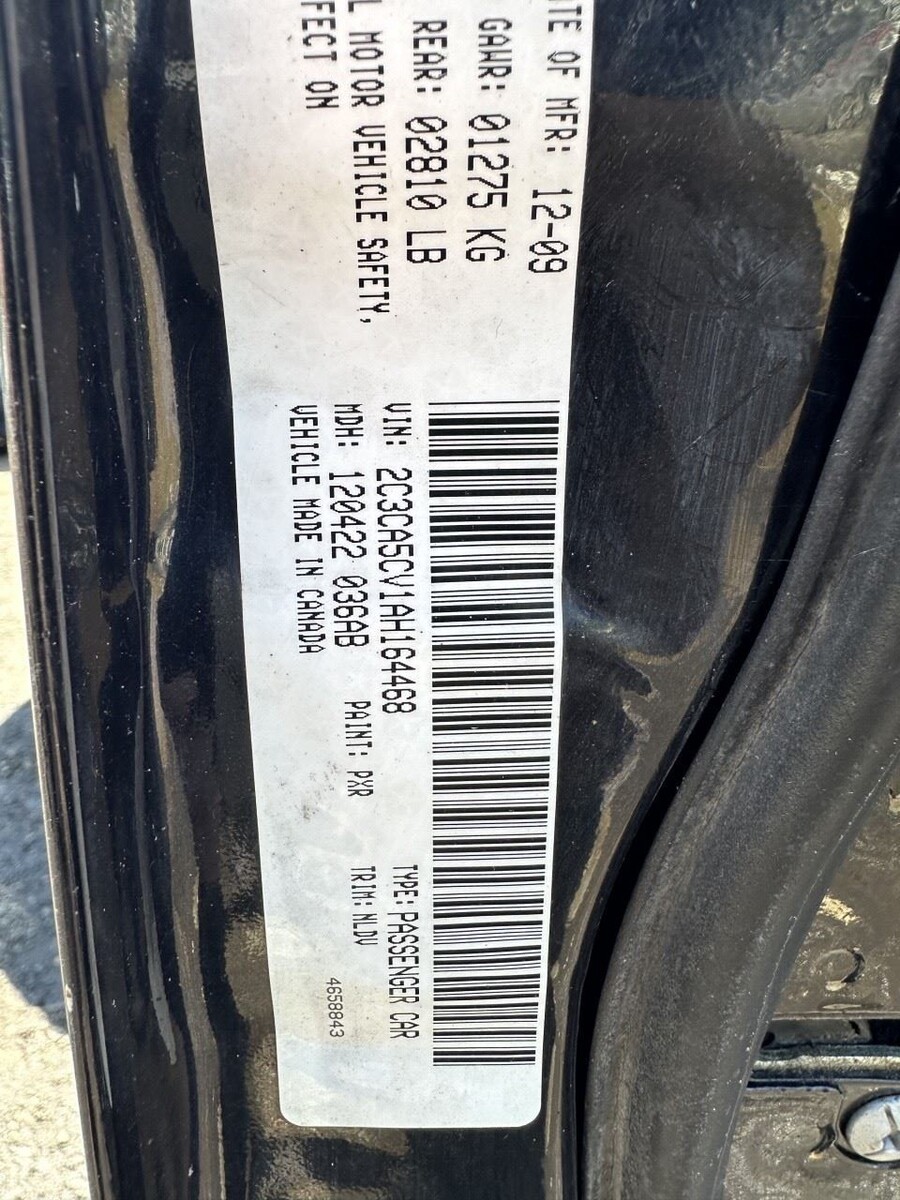 TE OF MFR: 12-09
GAWR: 01275 KG
REAR: 02810 LB
L MOTOR VEHICLE SAFETY,
FFECT ON
VIN: 2C3CA5CV1AH164468
TYPE: PASSENGER CAR
MDH: 120422 036AB
PAINT: PXR
TRIM: NLDV
VEHICLE MADE IN CANADA
4658843